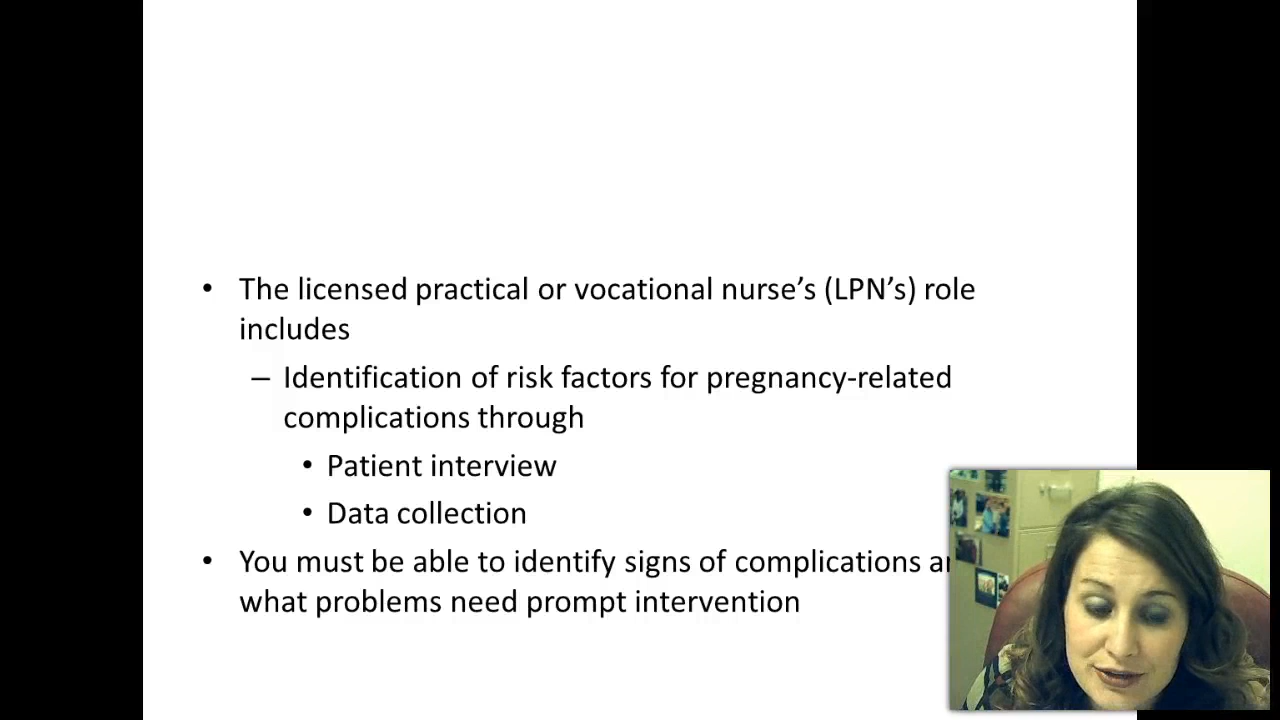 • The licensed practical or vocational nurse’s (LPN’s) role
includes
– Identification of risk factors for pregnancy-related
complications through
• Patient interview
• Data collection
• You must be able to identify signs of complications
what problems need prompt intervention